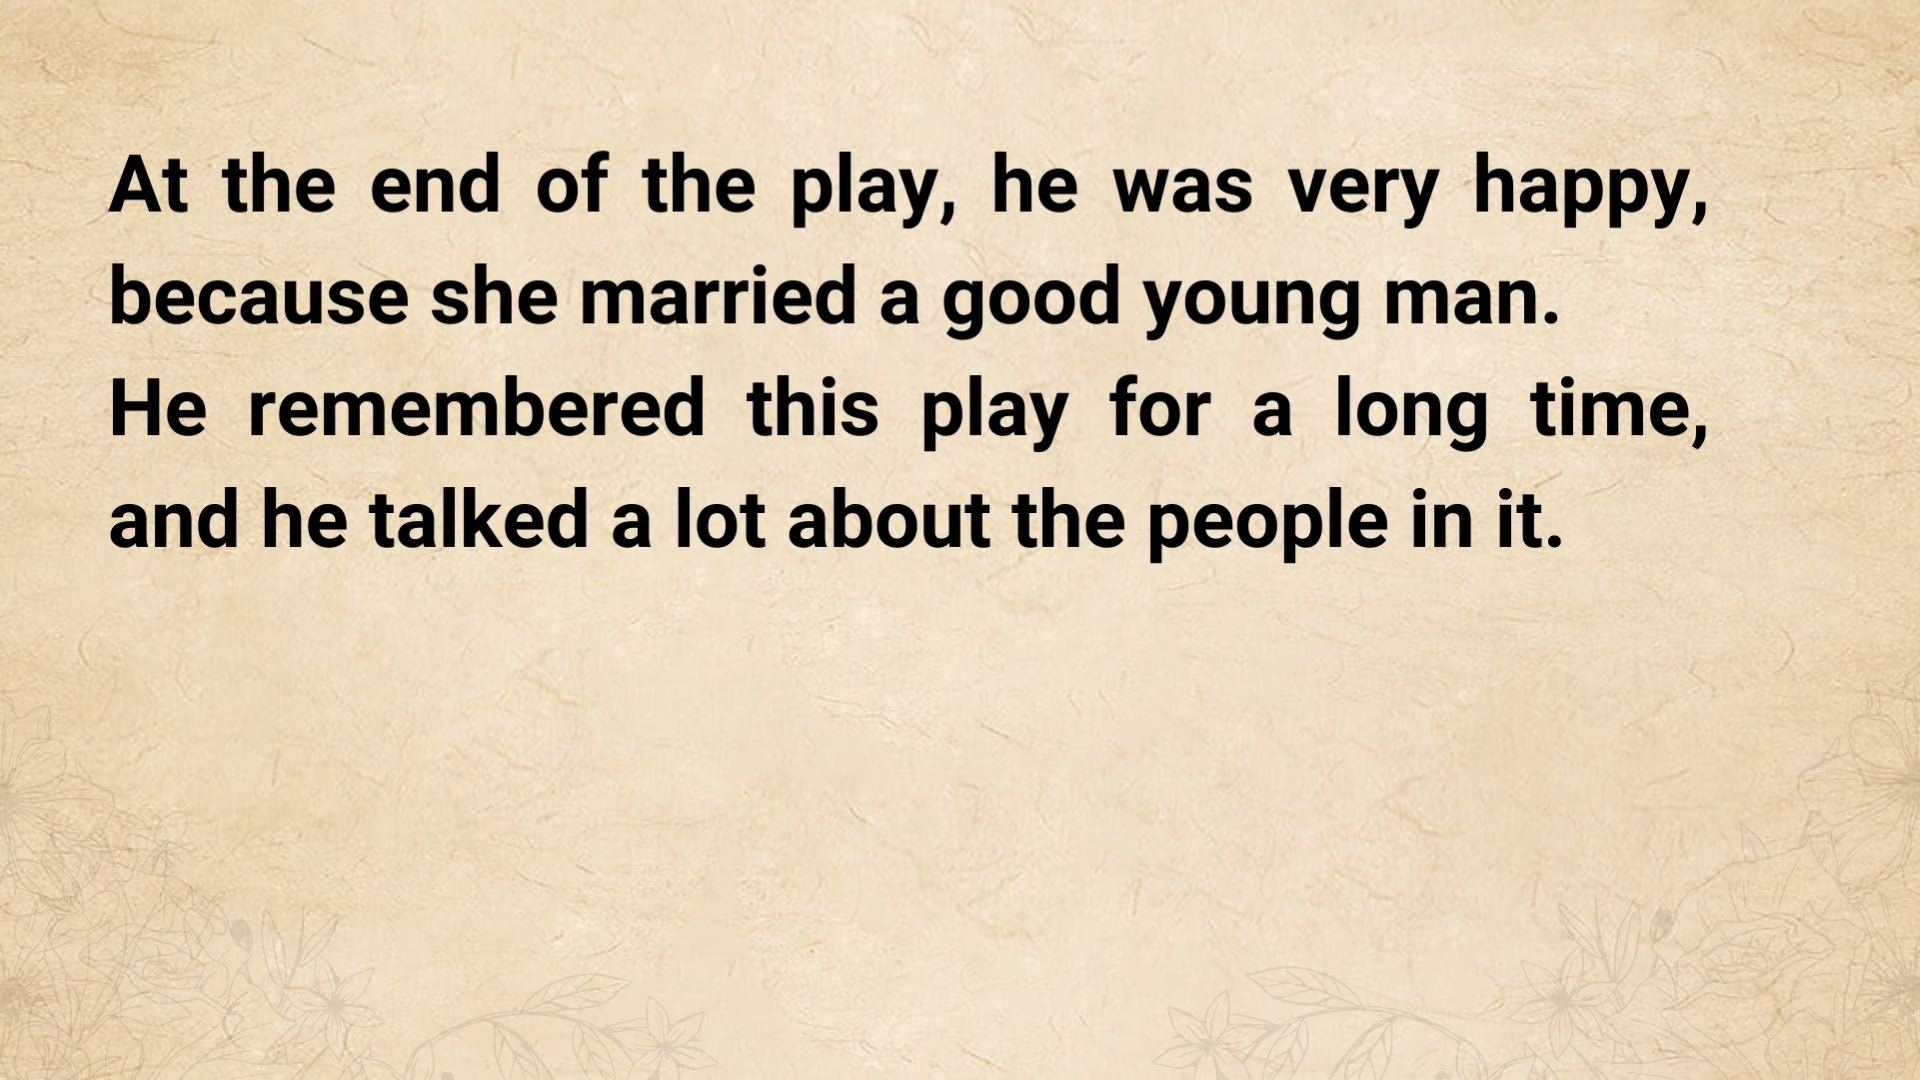 At the end of the play, he was very happy,
because she married a good young man.
He remembered this play for a long time,
and he talked a lot about the people in it.